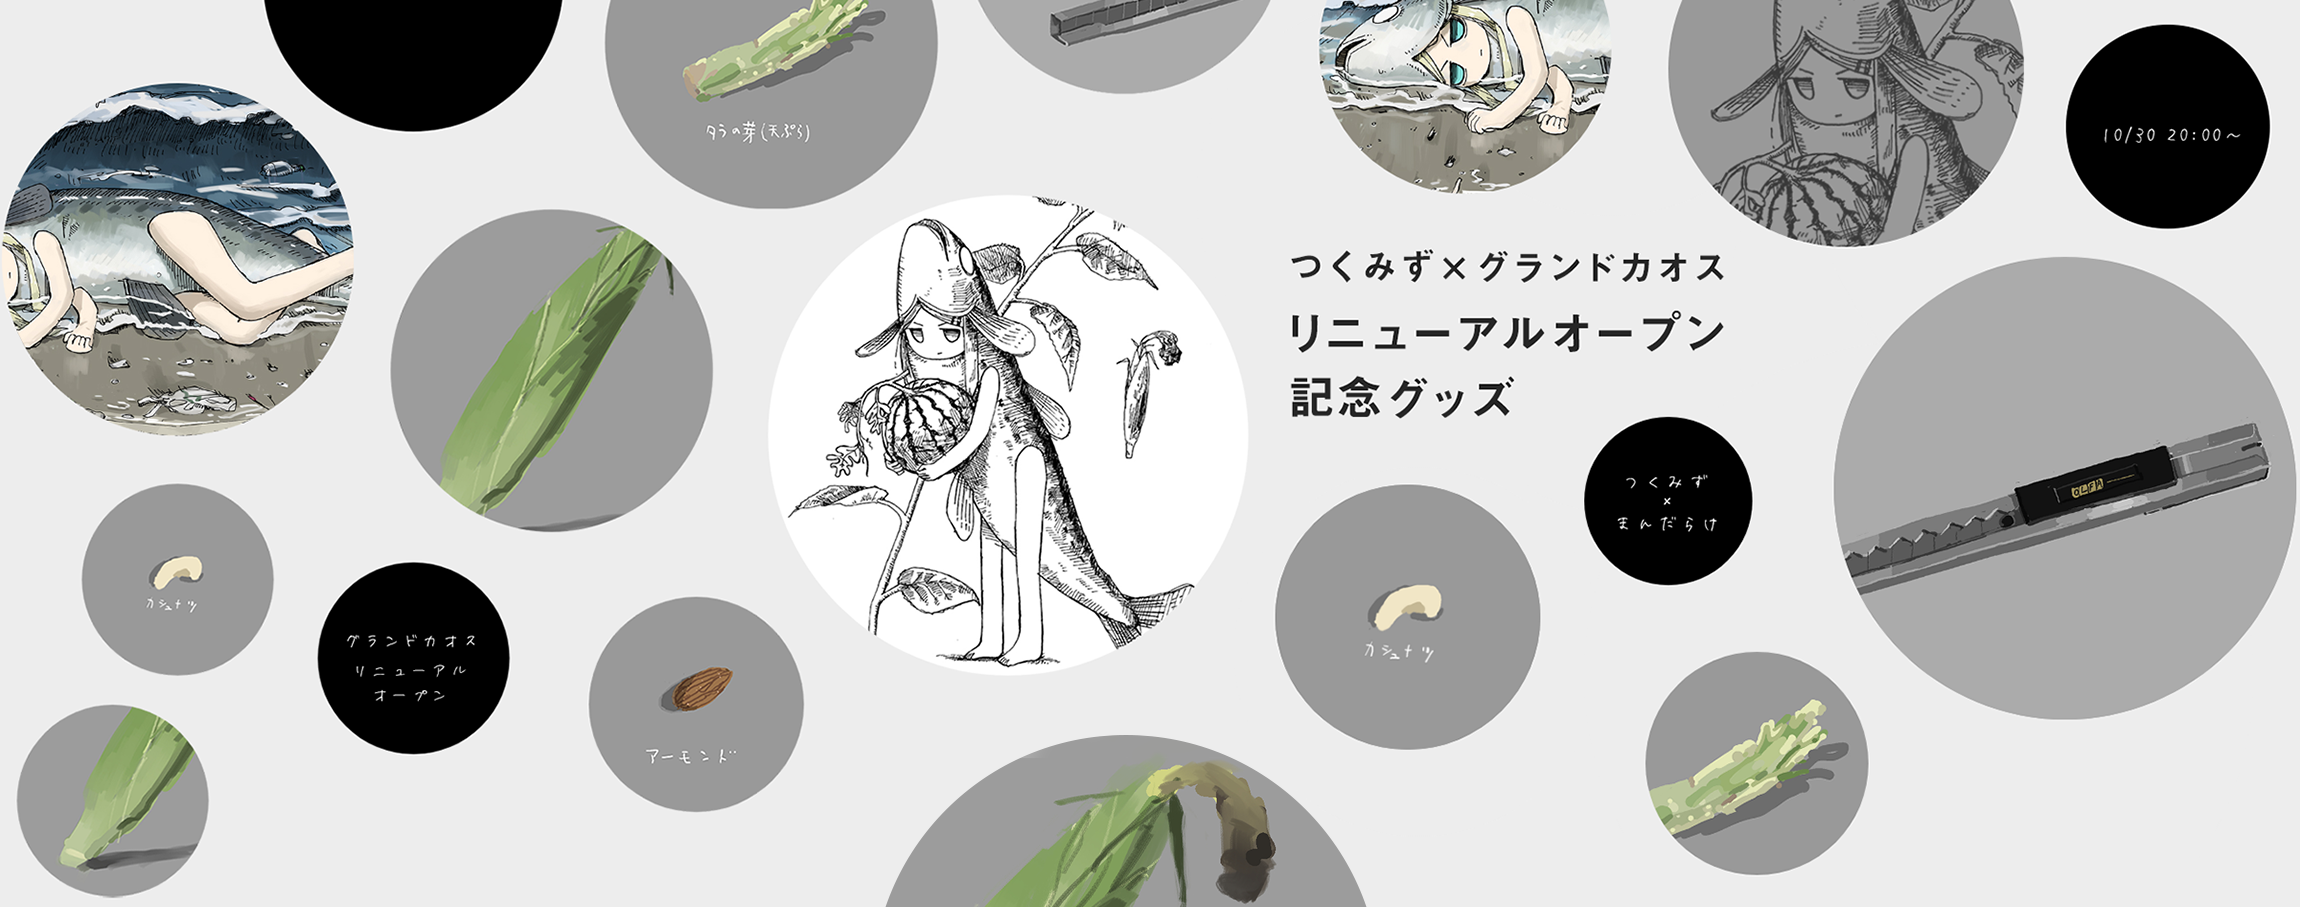 タラの芽(天ぷら)
10/30 20:00～
つくみず×グランドカオス
リニューアルオープン
記念グッズ
つくみず
×
まんだらけ
OLFA
カシュナッツ
グランドカオス
リニューアル
オープン
カシュナッツ
アーモンド